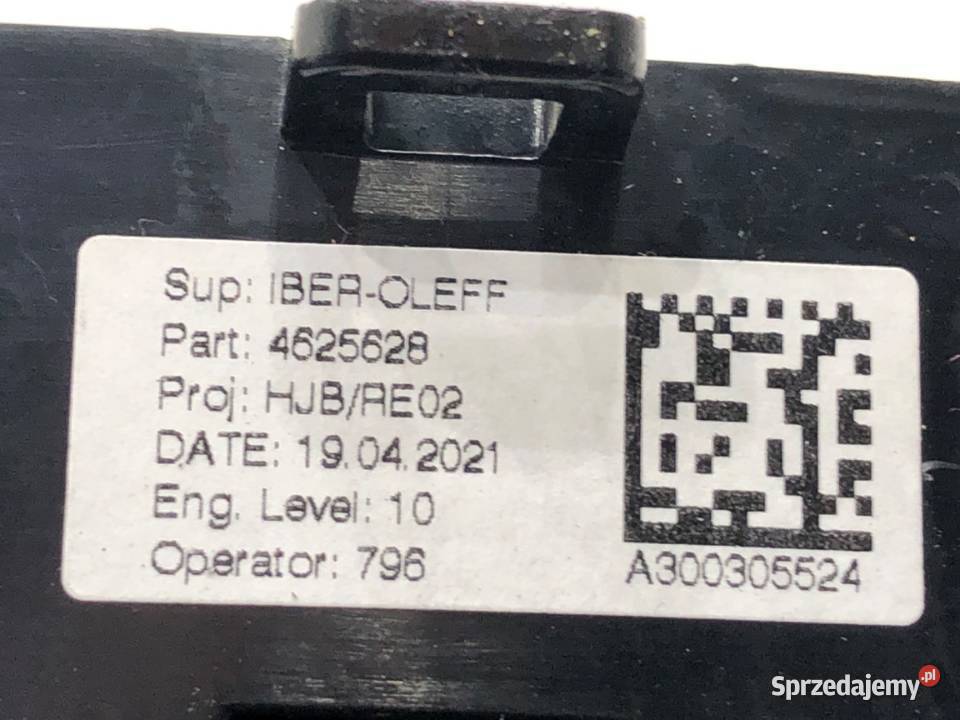 Sup: IBER-OLEFF
Part: 4625628
Proj: HJB/RE02
DATE: 19.04.2021
Eng. Level: 10
Operator: 796
A300305524
Sprzedajemy.pl